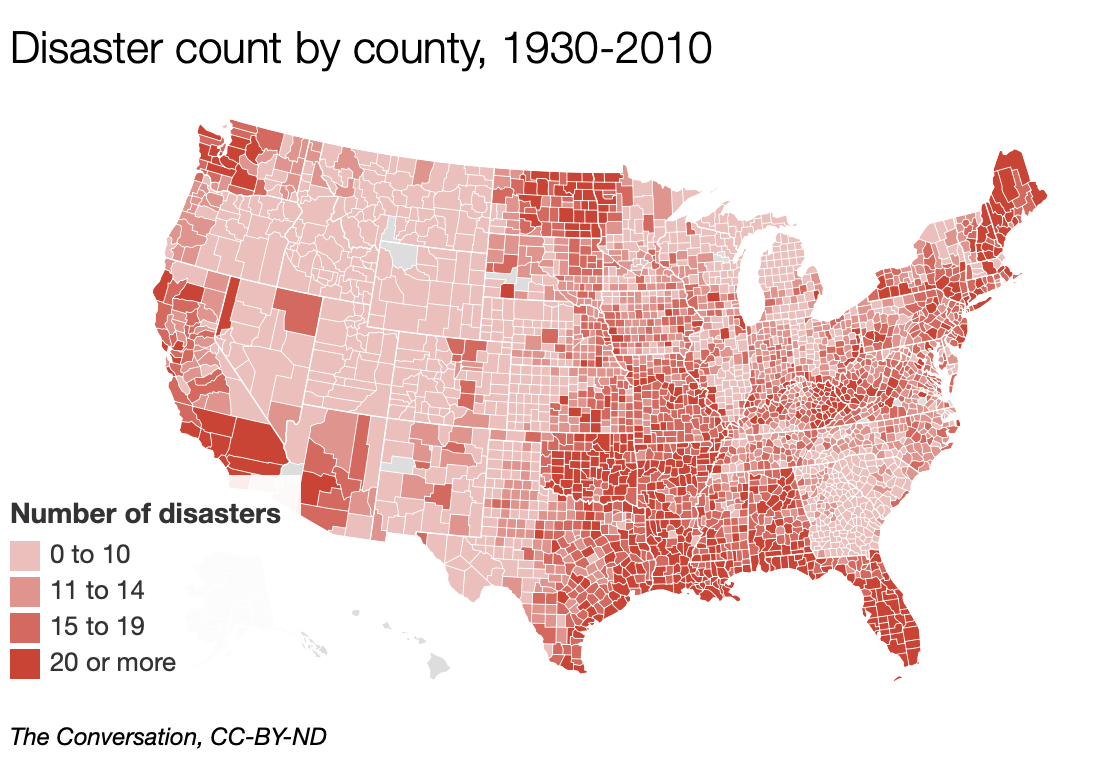 Disaster count by county, 1930-2010
Number of disasters
0 to 10
11 to 14
15 to 19
20 or more
The Conversation, CC-BY-ND